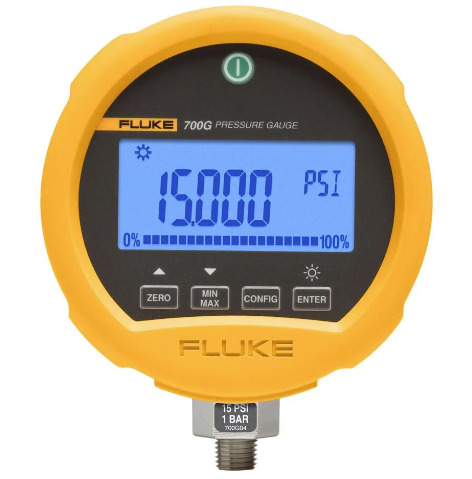 FLUKE 700G PRESSURE GAUGE
15.000 PSI
0% 100%
ZERO MIN MAX CONFIG ENTER
FLUKE
15 PSI
1 BAR
700G04